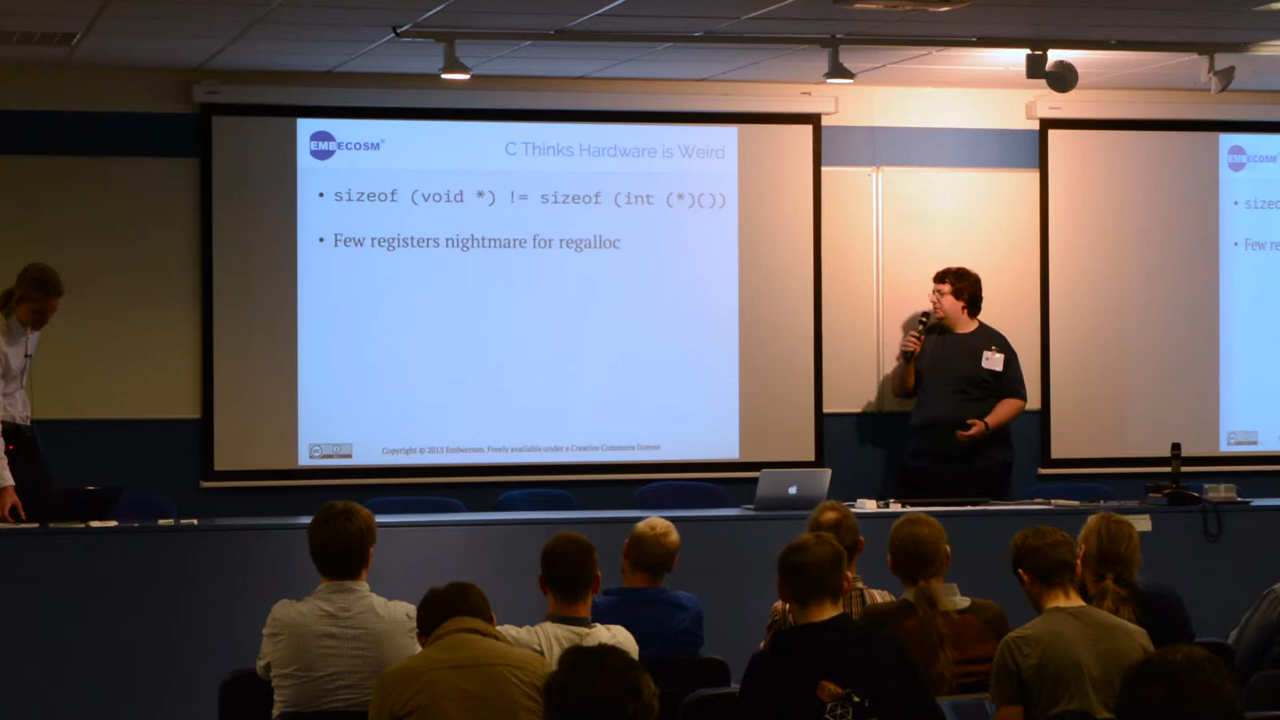 EMBECOSM®
C Thinks Hardware is Weird
• sizeof (void *) != sizeof (int (*)())
• Few registers nightmare for regalloc
Copyright © 2015 Embecosm. Freely available under a Creative Commons license
EMBECOSM
• sizeo
• Few re